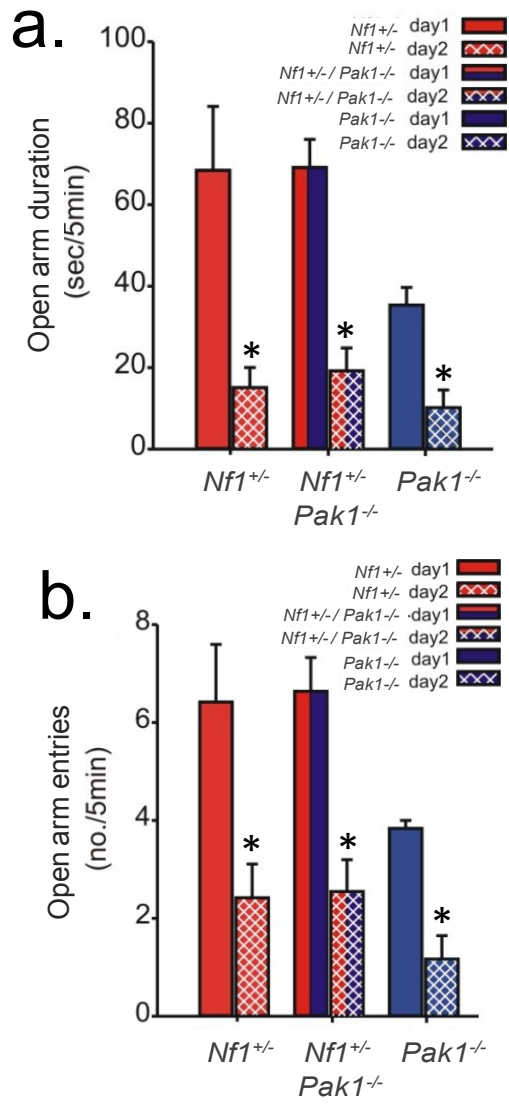 a.
Nf1+/- day1
Nf1+/- day2
Nf1+/- / Pak1-/- day1
Nf1+/- / Pak1-/- day2
Pak1-/- day1
Pak1-/- day2
Open arm duration
(sec/5min)
100
80
60
40
20
0
* * *
Nf1+/- Nf1+/- Pak1-/-
Pak1-/-
b.
Nf1+/- day1
Nf1+/- day2
Nf1+/- / Pak1-/- day1
Nf1+/- / Pak1-/- day2
Pak1-/- day1
Pak1-/- day2
Open arm entries
(no./5min)
8
6
4
2
0
* * *
Nf1+/- Nf1+/- Pak1-/-
Pak1-/-